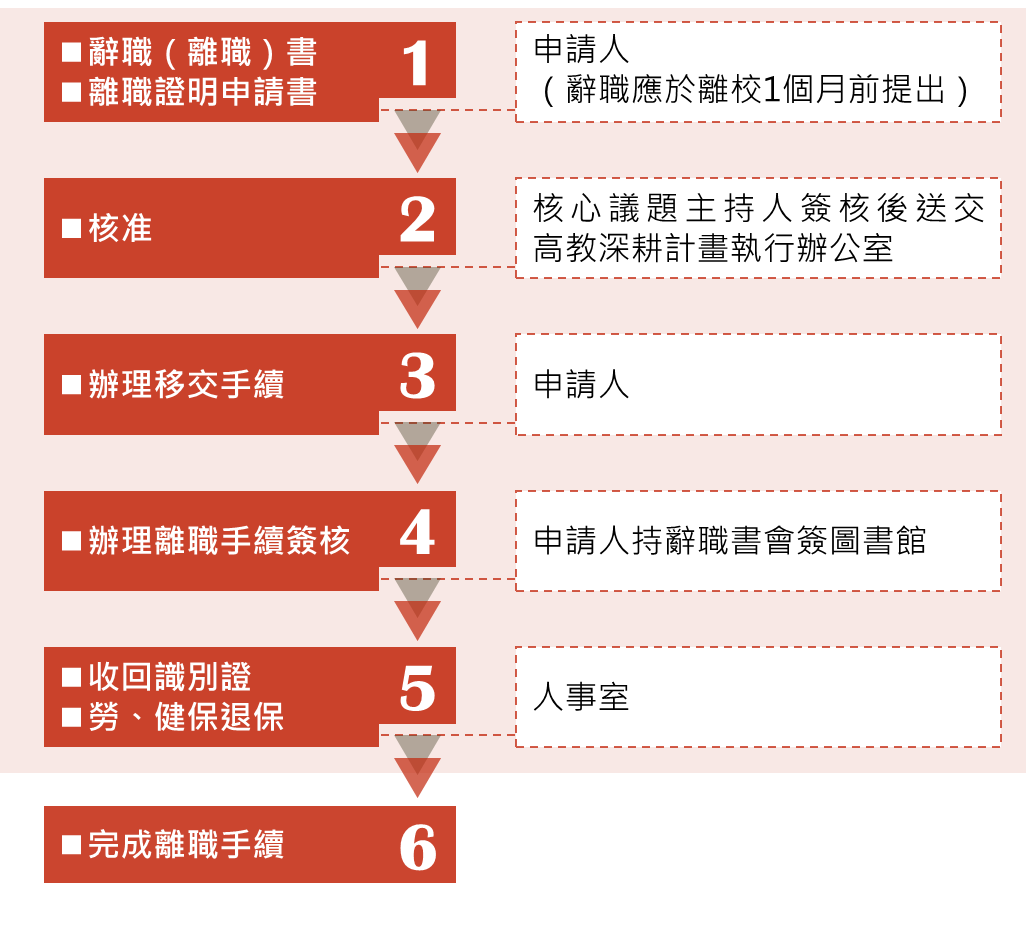 ■辭職（離職）書
■離職證明申請書
1
申請人
（辭職應於離校1個月前提出）
■核准
2
核心議題主持人簽核後送交
高教深耕計畫執行辦公室
■辦理移交手續
3
申請人
■辦理離職手續簽核
4
申請人持辭職書會簽圖書館
■收回識別證
■勞、健保退保
5
人事室
■完成離職手續
6